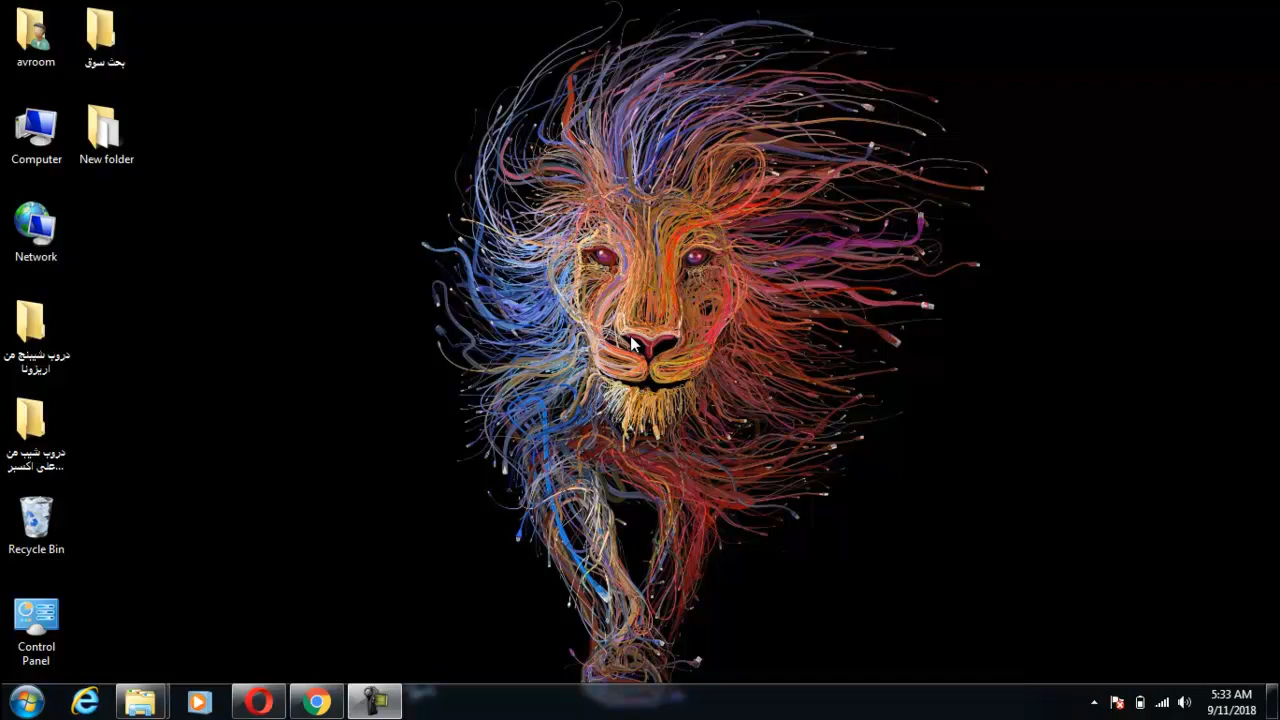 avroom
بحث سوق
Computer
New folder
Network
دروب شيبنج من
اريزونا
دروب شيب من
على اكسبر...
Recycle Bin
Control
Panel
5:33 AM
9/11/2018